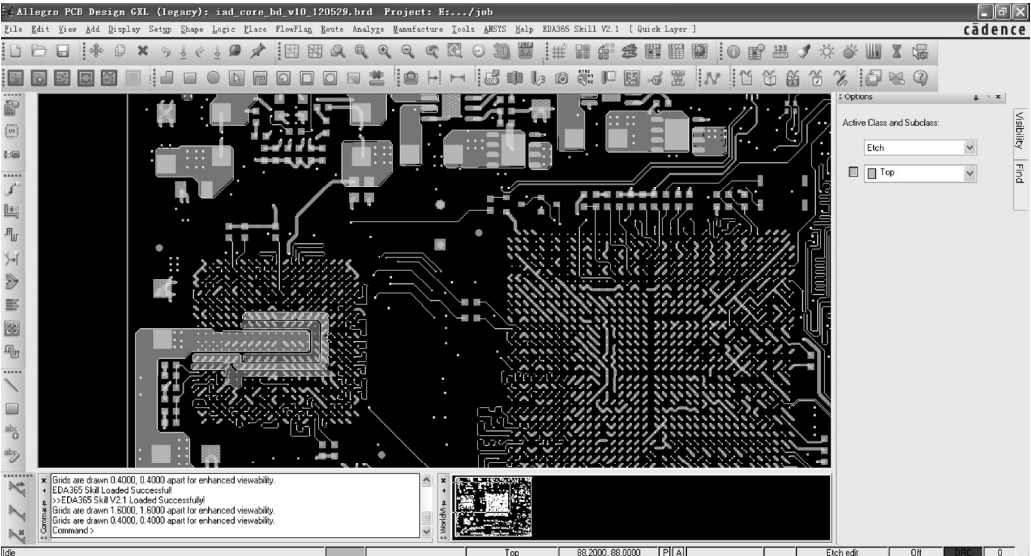 Allegro PCB Design GXL (legacy): iad_core_bd_v10_120529.brd Project: E:.../job
File Edit View Add Display Setup Shape Logic Place FlowPlan Route Analyze Manufacture Tools ANSYS Help EDA365 Skill V2.1 [ Quick Layer ]
cādence
Options
Active Class and Subclass:
Etch
Top
Visibility
Find
Grids are drawn 0.4000, 0.4000 apart for enhanced viewability.
EDA365 Skill Loaded Successful!
>>EDA365 Skill V2.1 Loaded Successfully!
Grids are drawn 1.6000, 1.6000 apart for enhanced viewability.
Grids are drawn 0.4000, 0.4000 apart for enhanced viewability.
Command >
Idle
Top
88.2000, 88.0000
P
A
Etch edit
Off
DRC
0